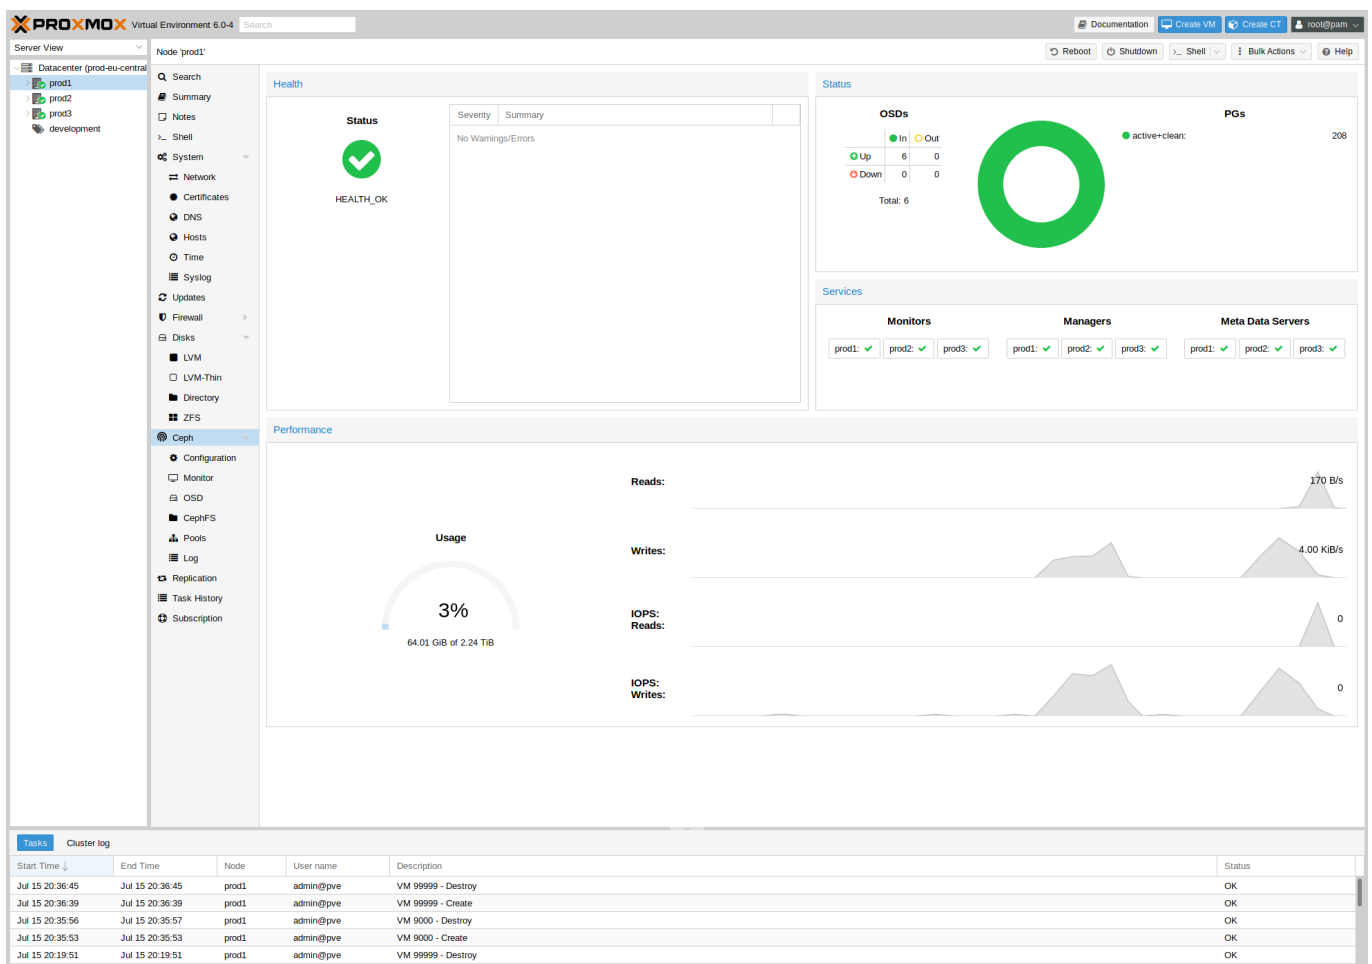 PROXMOX Virtual Environment 6.0-4 Search Documentation Create VM Create CT root@pam
Server View
Datacenter (prod-eu-central
prod1
prod2
prod3
development
Node 'prod1' Reboot Shutdown >_ Shell Bulk Actions Help
Search
Summary
Notes
>_ Shell
System
Network
Certificates
DNS
Hosts
Time
Syslog
Updates
Firewall
Disks
LVM
LVM-Thin
Directory
ZFS
Ceph
Configuration
Monitor
OSD
CephFS
Pools
Log
Replication
Task History
Subscription
Health
Status
HEALTH_OK
Severity Summary
No Warnings/Errors
Status
OSDs
In Out
Up 6 0
Down 0 0
Total: 6
PGs
active+clean: 208
Services
Monitors
prod1: prod2: prod3:
Managers
prod1: prod2: prod3:
Meta Data Servers
prod1: prod2: prod3:
Performance
Usage
3%
64.01 GiB of 2.24 TiB
Reads: 170 B/s
Writes: 4.00 KiB/s
IOPS:
Reads: 0
IOPS:
Writes: 0
Tasks Cluster log
Start Time End Time Node User name Description Status
Jul 15 20:36:45 Jul 15 20:36:45 prod1 admin@pve VM 99999 - Destroy OK
Jul 15 20:36:39 Jul 15 20:36:39 prod1 admin@pve VM 99999 - Create OK
Jul 15 20:35:56 Jul 15 20:35:57 prod1 admin@pve VM 9000 - Destroy OK
Jul 15 20:35:53 Jul 15 20:35:53 prod1 admin@pve VM 9000 - Create OK
Jul 15 20:19:51 Jul 15 20:19:51 prod1 admin@pve VM 99999 - Destroy OK